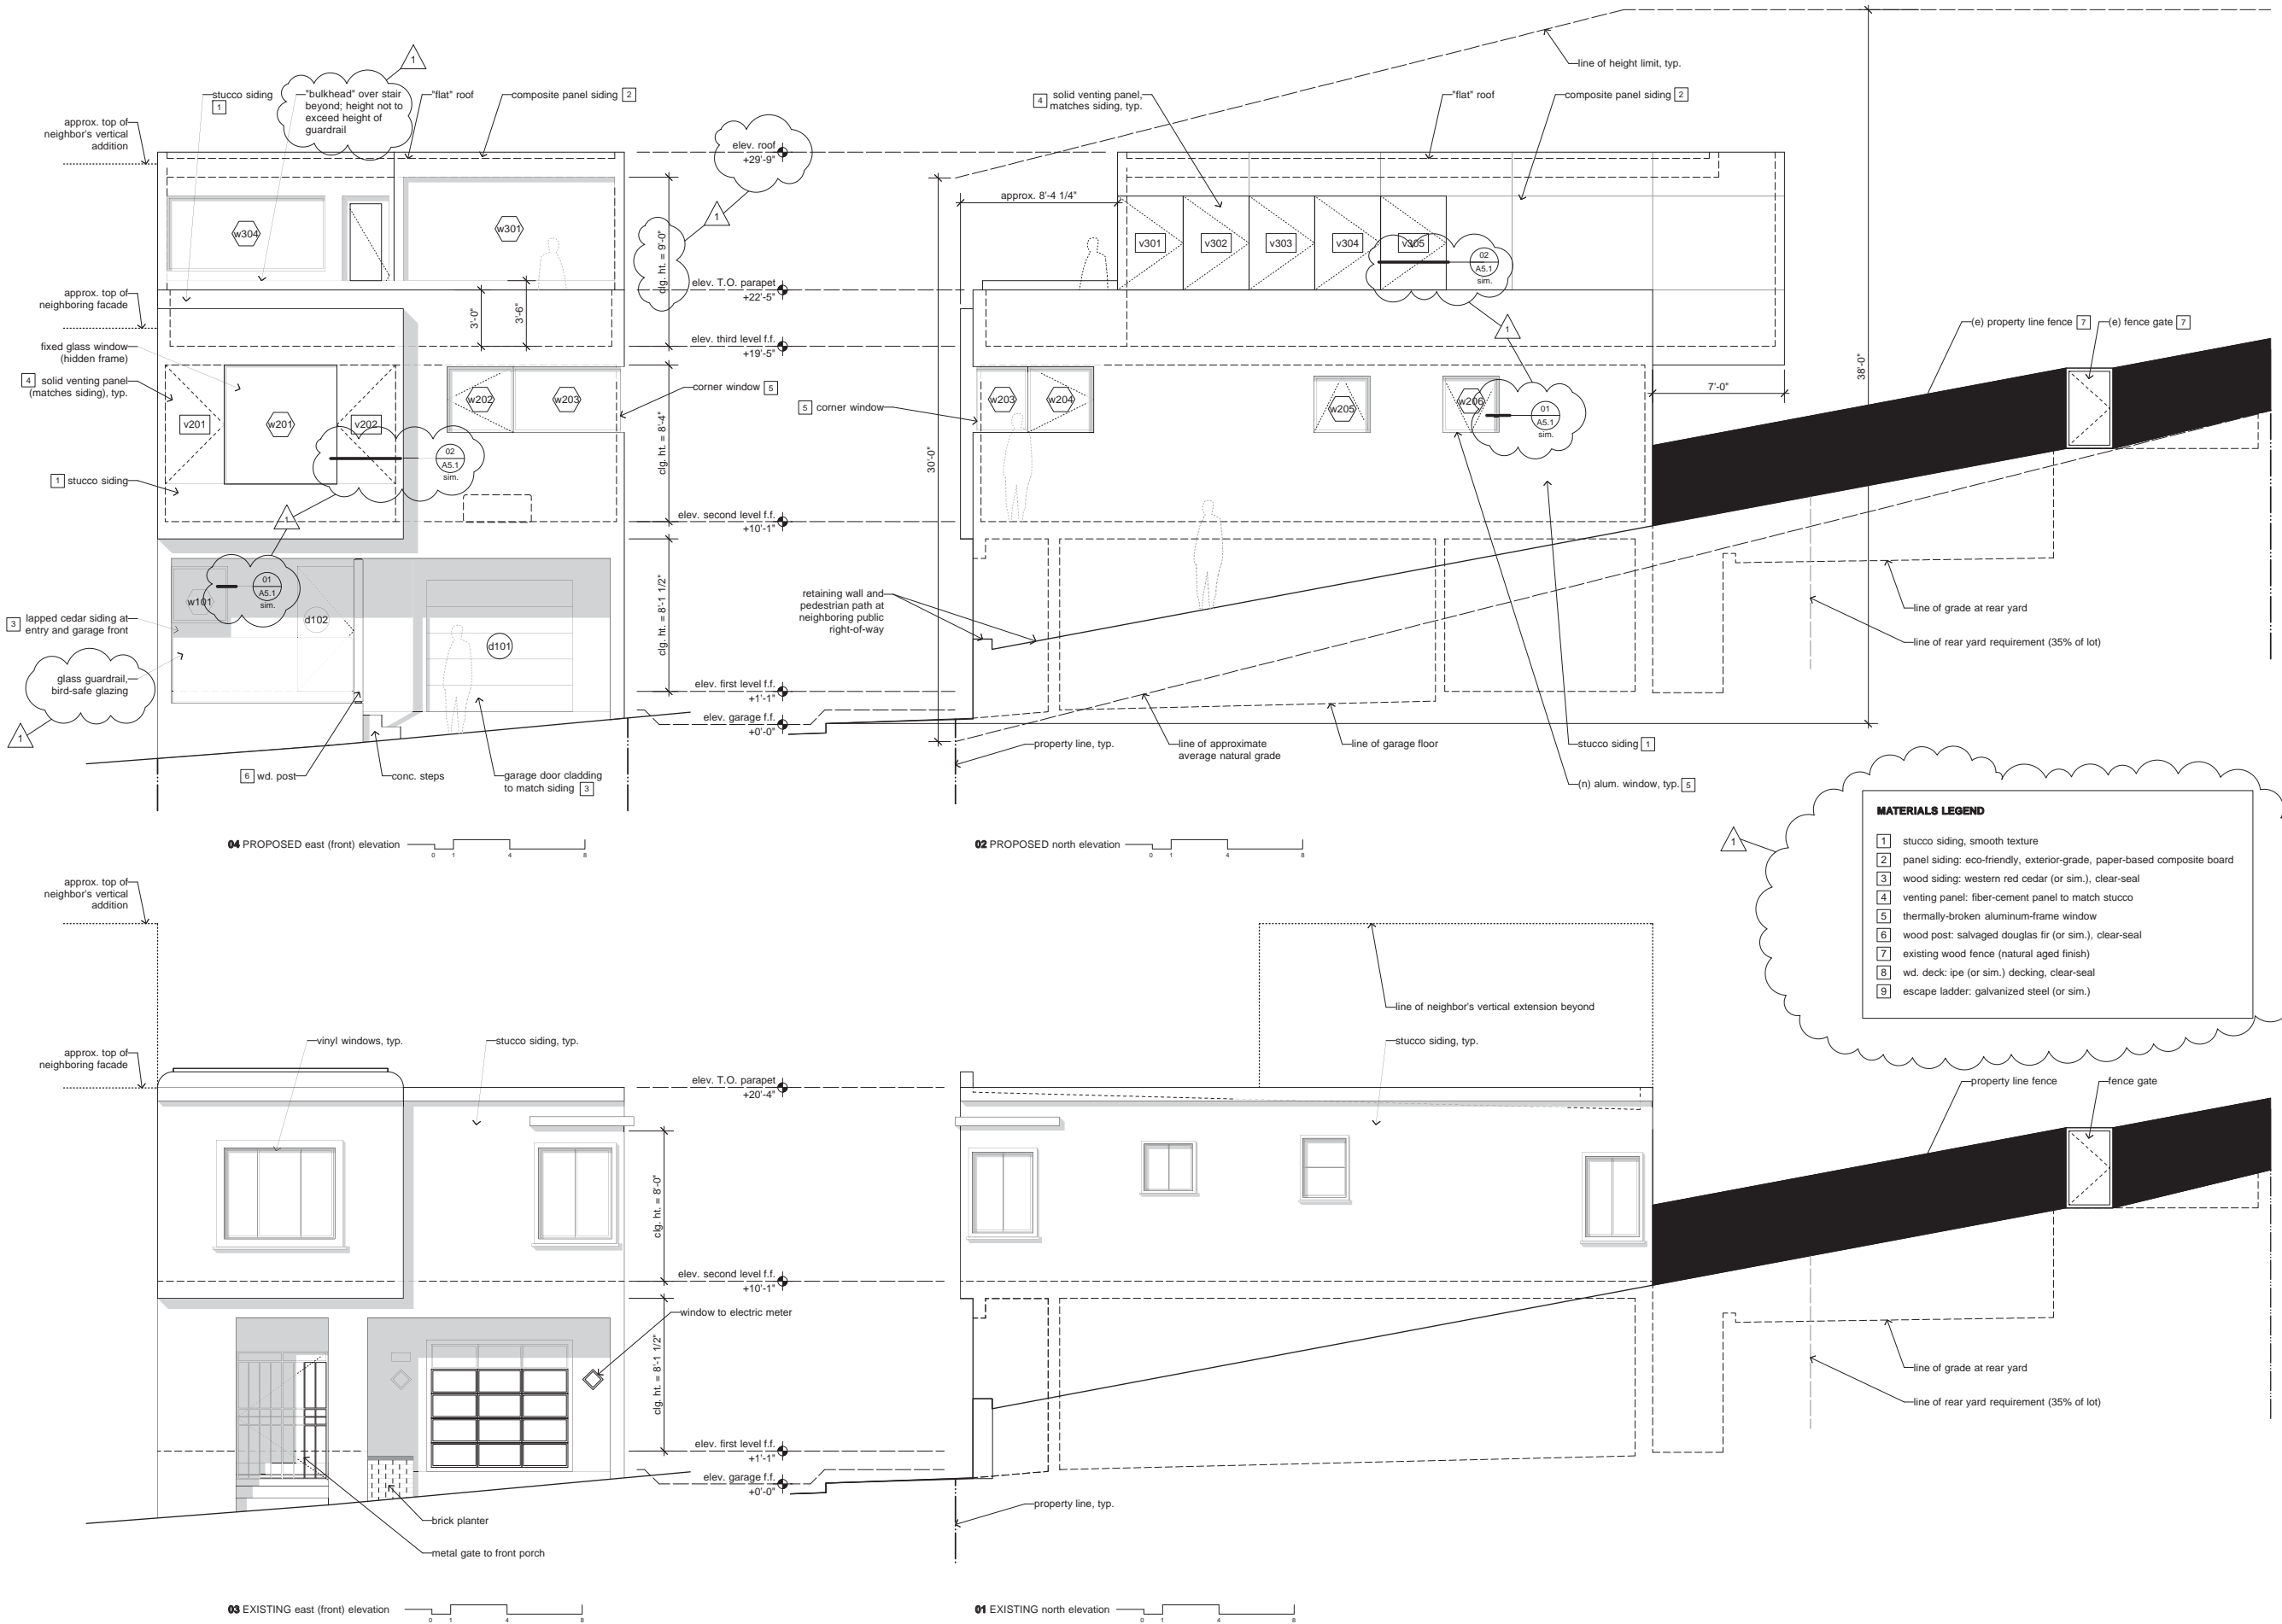 1
stucco siding
1
"bulkhead" over stair
beyond; height not to
exceed height of
guardrail
"flat" roof
composite panel siding 2
approx. top of
neighbor's vertical
addition
w304
w301
approx. top of
neighboring facade
3'-0"
3'-6"
fixed glass window
(hidden frame)
4 solid venting panel
(matches siding), typ.
v201
w201
v202
w202
w203
corner window 5
02
A5.1
sim.
1 stucco siding
1
01
A5.1
sim.
w101
d102
d101
3 lapped cedar siding at
entry and garage front
glass guardrail,
bird-safe glazing
1
6 wd. post
conc. steps
garage door cladding
to match siding 3
elev. roof
+29'-9"
1
clg. ht. = 9'-0"
elev. T.O. parapet
+22'-5"
elev. third level f.f.
+19'-5"
clg. ht. = 8'-4"
elev. second level f.f.
+10'-1"
clg. ht. = 8'-1 1/2"
elev. first level f.f.
+1'-1"
elev. garage f.f.
+0'-0"
04 PROPOSED east (front) elevation
0 1 4 8
line of height limit, typ.
4 solid venting panel,
matches siding, typ.
"flat" roof
composite panel siding 2
approx. 8'-4 1/4"
v301
v302
v303
v304
v305
02
A5.1
sim.
1
(e) property line fence 7
(e) fence gate 7
38'-0"
7'-0"
30'-0"
5 corner window
w203
w204
w205
w206
01
A5.1
sim.
retaining wall and
pedestrian path at
neighboring public
right-of-way
line of grade at rear yard
line of rear yard requirement (35% of lot)
property line, typ.
line of approximate
average natural grade
line of garage floor
stucco siding 1
(n) alum. window, typ. 5
02 PROPOSED north elevation
0 1 4 8
1
MATERIALS LEGEND
1 stucco siding, smooth texture
2 panel siding: eco-friendly, exterior-grade, paper-based composite board
3 wood siding: western red cedar (or sim.), clear-seal
4 venting panel: fiber-cement panel to match stucco
5 thermally-broken aluminum-frame window
6 wood post: salvaged douglas fir (or sim.), clear-seal
7 existing wood fence (natural aged finish)
8 wd. deck: ipe (or sim.) decking, clear-seal
9 escape ladder: galvanized steel (or sim.)
approx. top of
neighbor's vertical
addition
approx. top of
neighboring facade
vinyl windows, typ.
stucco siding, typ.
elev. T.O. parapet
+20'-4"
clg. ht. = 8'-0"
elev. second level f.f.
+10'-1"
window to electric meter
clg. ht. = 8'-1 1/2"
elev. first level f.f.
+1'-1"
elev. garage f.f.
+0'-0"
brick planter
metal gate to front porch
03 EXISTING east (front) elevation
0 1 4 8
line of neighbor's vertical extension beyond
stucco siding, typ.
property line fence
fence gate
line of grade at rear yard
line of rear yard requirement (35% of lot)
property line, typ.
01 EXISTING north elevation
0 1 4 8